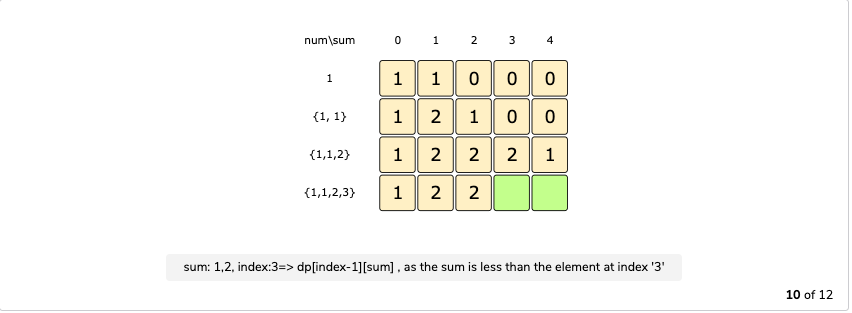 num\sum 0 1 2 3 4
1 1 1 0 0 0
{1, 1} 1 2 1 0 0
{1,1,2} 1 2 2 2 1
{1,1,2,3} 1 2 2
sum: 1,2, index:3=> dp[index-1][sum] , as the sum is less than the element at index '3'
10 of 12